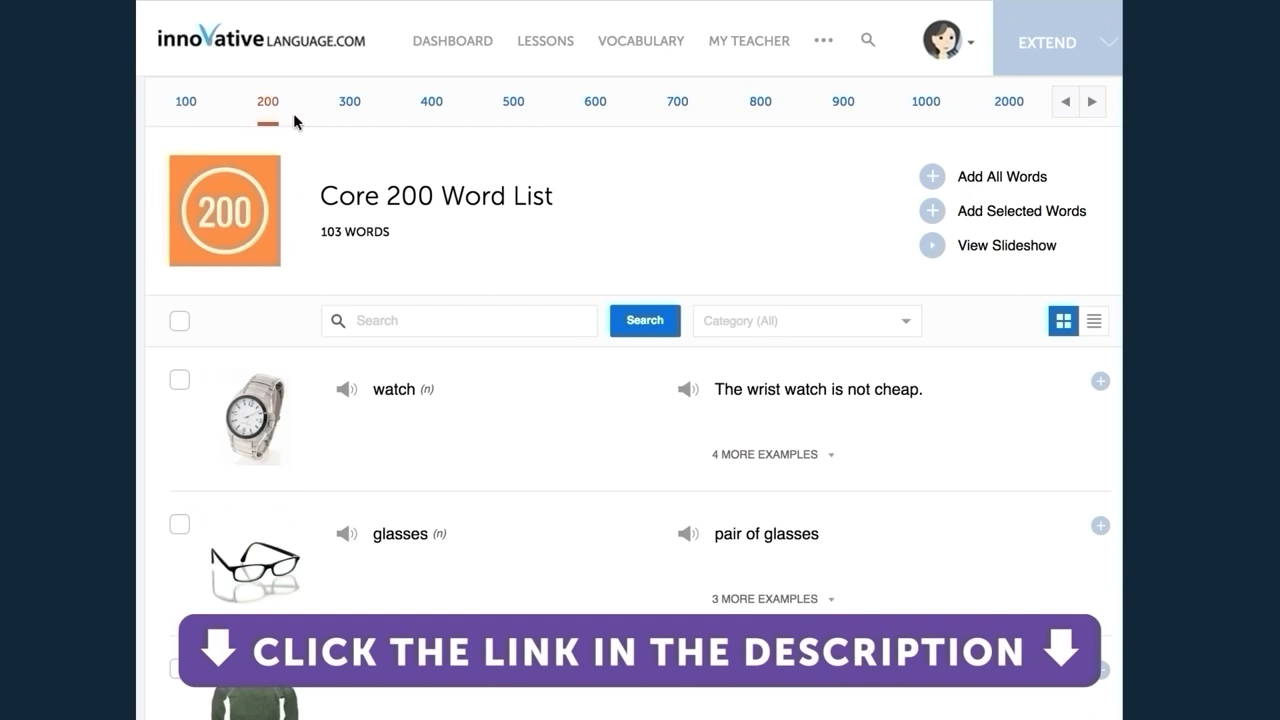 innoVative LANGUAGE.COM
DASHBOARD LESSONS VOCABULARY MY TEACHER EXTEND
100 200 300 400 500 600 700 800 900 1000 2000
200
Core 200 Word List
103 WORDS
Add All Words
Add Selected Words
View Slideshow
Search
Search
Category (All)
watch (n)
The wrist watch is not cheap.
4 MORE EXAMPLES
glasses (n)
pair of glasses
3 MORE EXAMPLES
CLICK THE LINK IN THE DESCRIPTION